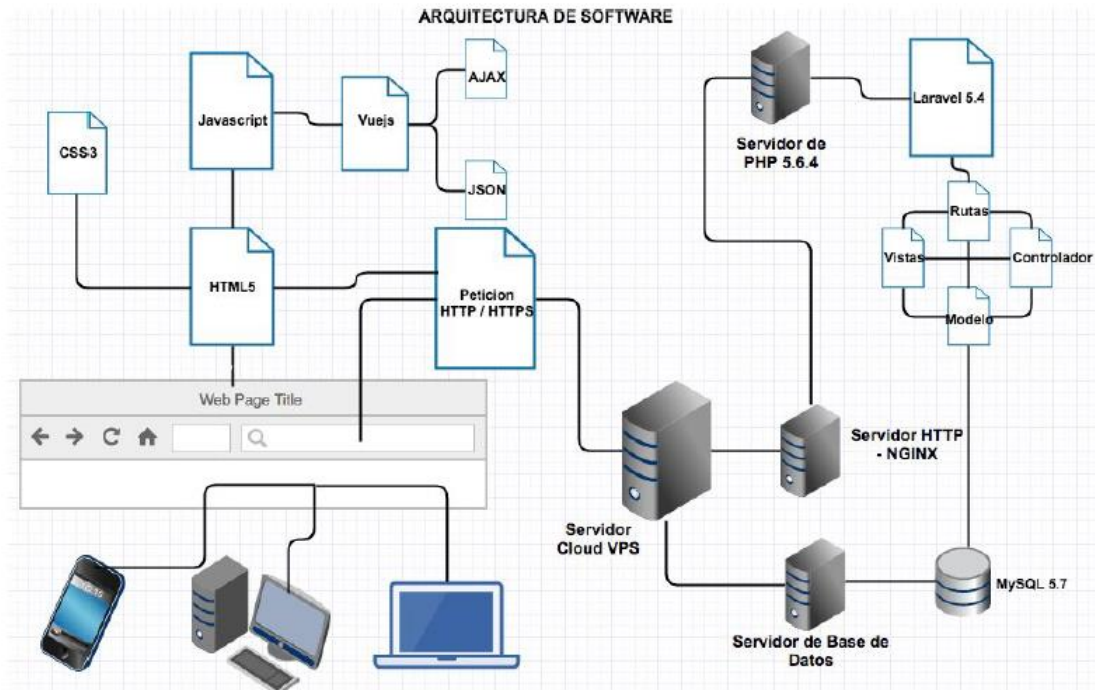 ARQUITECTURA DE SOFTWARE
AJAX
Javascript
Vuejs
CSS-3
JSON
Laravel 5.4
Servidor de
PHP 5.6.4
Rutas
Vistas
Controlador
Modelo
HTML5
Peticion
HTTP / HTTPS
Web Page Title
Servidor HTTP
- NGINX
Servidor
Cloud VPS
MySQL 5.7
Servidor de Base de
Datos